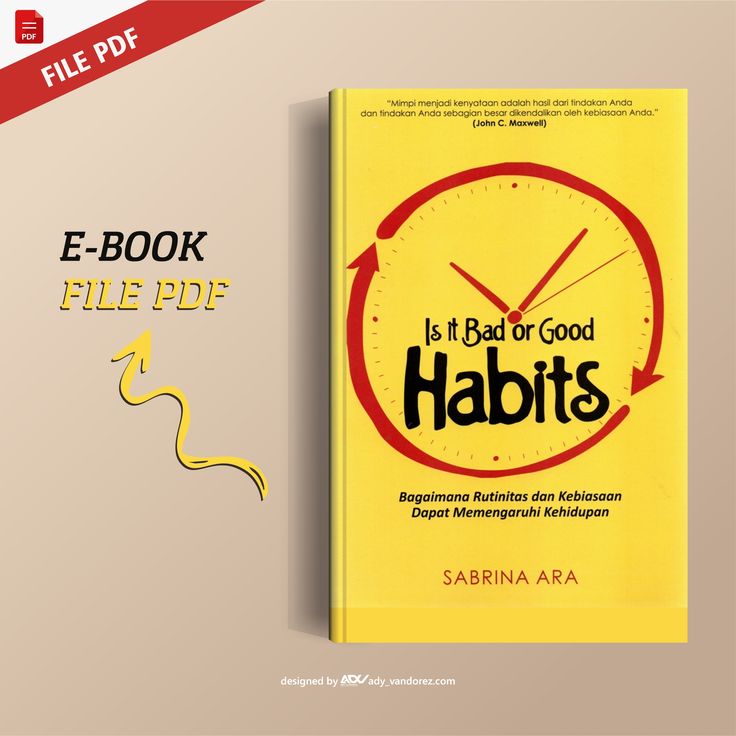 PDF
FILE PDF
E-BOOK
FILE PDF
“Mimpi menjadi kenyataan adalah hasil dari tindakan Anda
dan tindakan Anda sebagian besar dikendalikan oleh kebiasaan Anda.”
(John C. Maxwell)
Is it Bad or Good
Habits
Bagaimana Rutinitas dan Kebiasaan
Dapat Memengaruhi Kehidupan
SABRINA ARA
designed by ADV ady_vandorez.com